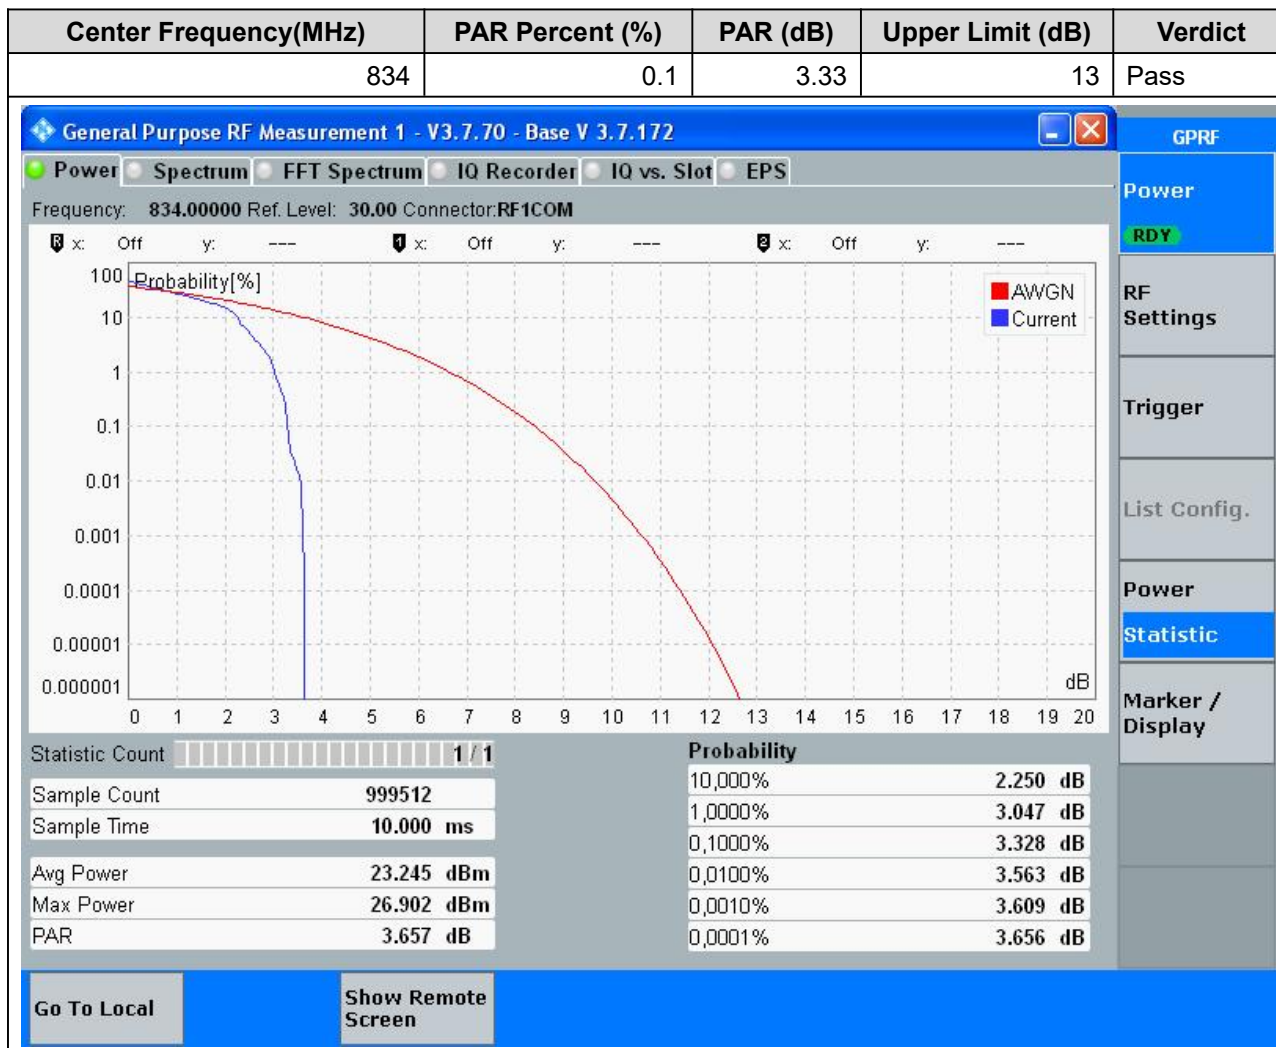 Center Frequency(MHz) PAR Percent (%) PAR (dB) Upper Limit (dB) Verdict
834 0.1 3.33 13 Pass
General Purpose RF Measurement 1 - V3.7.70 - Base V 3.7.172
GPRF
Power Spectrum FFT Spectrum IQ Recorder IQ vs. Slot EPS
Frequency: 834.00000 Ref. Level: 30.00 Connector:RF1COM
R x: Off y: --- 1 x: Off y: --- 2 x: Off y: ---
Probability[%]
AWGN
Current
100
10
1
0.1
0.01
0.001
0.0001
0.00001
0.000001
dB
0 1 2 3 4 5 6 7 8 9 10 11 12 13 14 15 16 17 18 19 20
Statistic Count 1 / 1
Sample Count 999512
Sample Time 10.000 ms
Avg Power 23.245 dBm
Max Power 26.902 dBm
PAR 3.657 dB
Probability
10,000% 2.250 dB
1,0000% 3.047 dB
0,1000% 3.328 dB
0,0100% 3.563 dB
0,0010% 3.609 dB
0,0001% 3.656 dB
Power
RDY
RF
Settings
Trigger
List Config.
Power
Statistic
Marker /
Display
Go To Local
Show Remote
Screen